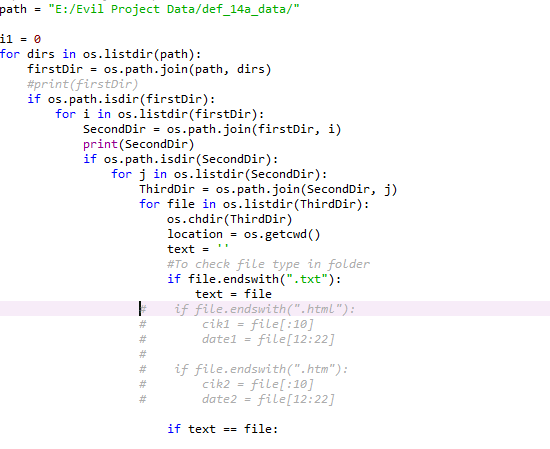 path = "E:/Evil Project Data/def_14a_data/"
i1 = 0
for dirs in os.listdir(path):
    firstDir = os.path.join(path, dirs)
    #print(firstDir)
    if os.path.isdir(firstDir):
        for i in os.listdir(firstDir):
            SecondDir = os.path.join(firstDir, i)
            print(SecondDir)
            if os.path.isdir(SecondDir):
                for j in os.listdir(SecondDir):
                    ThirdDir = os.path.join(SecondDir, j)
                    for file in os.listdir(ThirdDir):
                        os.chdir(ThirdDir)
                        location = os.getcwd()
                        text = ''
                        #To check file type in folder
                        if file.endswith(".txt"):
                            text = file
                    #    if file.endswith(".html"):
                    #        cik1 = file[:10]
                    #        date1 = file[12:22]
                    #
                    #    if file.endswith(".htm"):
                    #        cik2 = file[:10]
                    #        date2 = file[12:22]
                        if text == file: